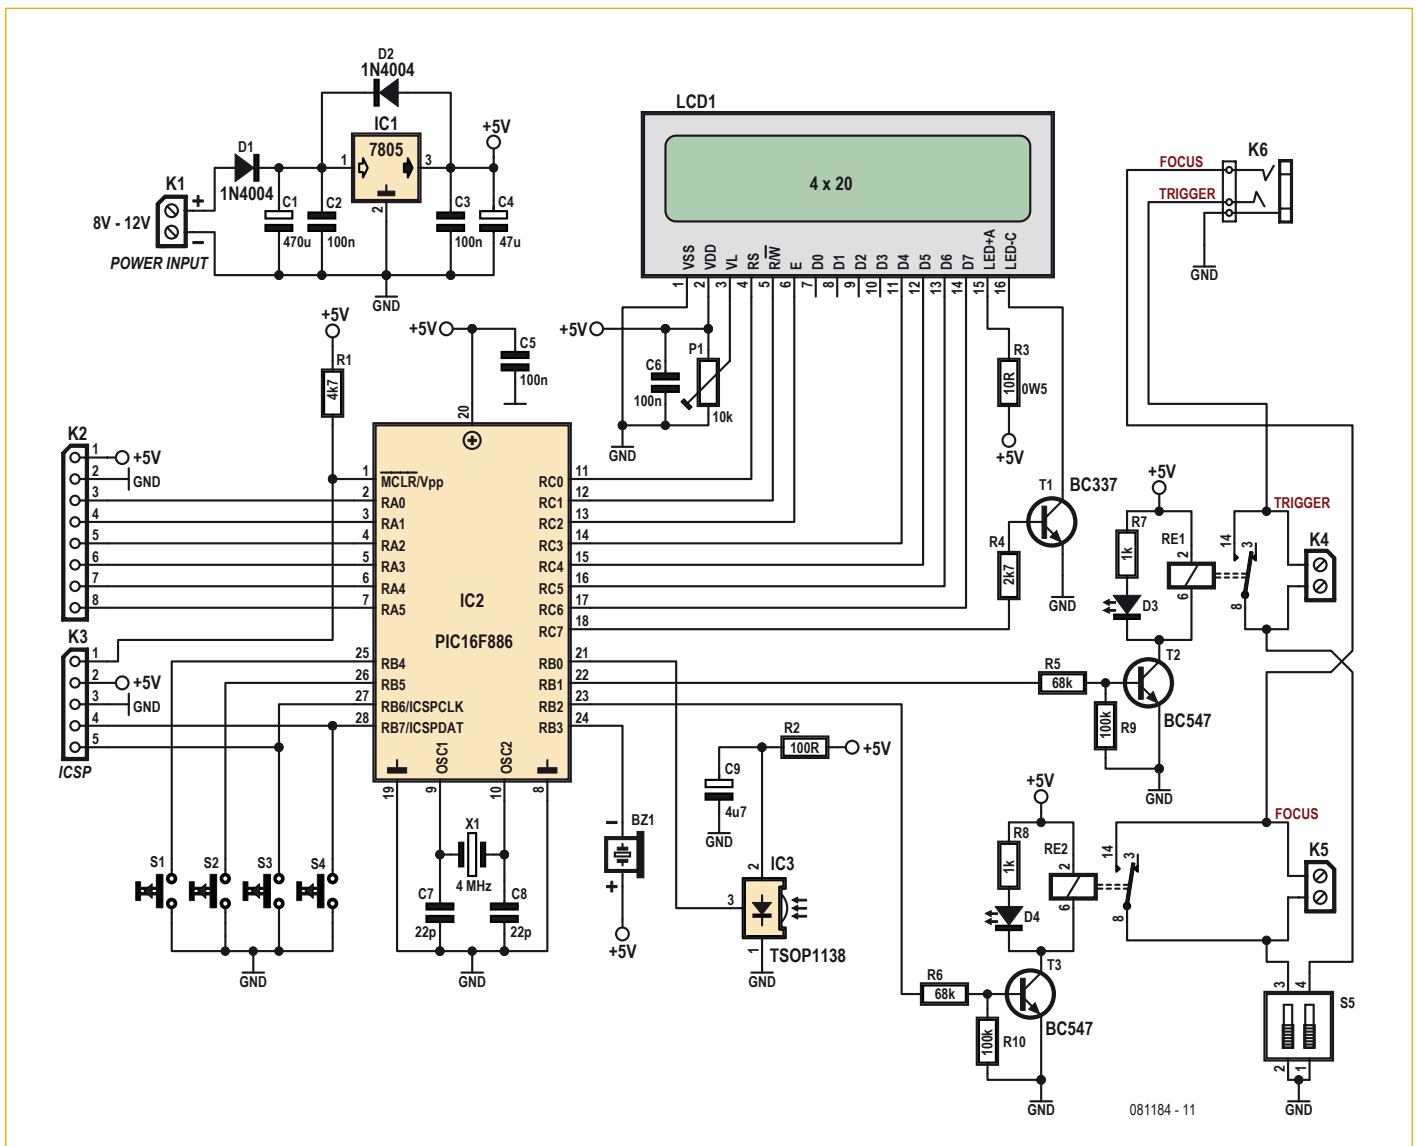 D2
1N4004
IC1
7805
1
3
2
+5V
D1
1N4004
K1
+
–
8V - 12V
POWER INPUT
C1
470u
C2
100n
C3
100n
C4
47u
GND
LCD1
4 x 20
VSS
VDD
VL
RS
R/W
E
D0
D1
D2
D3
D4
D5
D6
D7
LED+A
LED-C
1
2
3
4
5
6
7
8
9
10
11
12
13
14
15
16
FOCUS
TRIGGER
K6
GND
+5V
R1
4k7
+5V
C5
100n
+5V
C6
100n
P1
10k
GND
R3
10R
0W5
+5V
K2
1
2
3
4
5
6
7
8
+5V
GND
K3
1
2
3
4
5
+5V
GND
ICSP
20
1
2
3
4
5
6
7
25
26
27
28
MCLR/Vpp
RA0
RA1
RA2
RA3
RA4
RA5
RB4
RB5
RB6/ICSPCLK
RB7/ICSPDAT
IC2
PIC16F886
OSC1
OSC2
RC0
RC1
RC2
RC3
RC4
RC5
RC6
RC7
RB0
RB1
RB2
RB3
11
12
13
14
15
16
17
18
21
22
23
24
19
9
10
8
T1
BC337
R4
2k7
GND
+5V
R7
1k
D3
RE1
2
6
14
3
8
TRIGGER
K4
T2
BC547
R5
68k
R9
100k
GND
R2
100R
+5V
C9
4u7
GND
IC3
2
3
1
TSOP1138
GND
–
BZ1
+
+5V
X1
4 MHz
C7
22p
C8
22p
GND
S1
S2
S3
S4
GND
+5V
R8
1k
D4
RE2
2
6
14
3
8
FOCUS
K5
T3
BC547
R6
68k
R10
100k
GND
3
4
S5
2
1
GND
081184 - 11